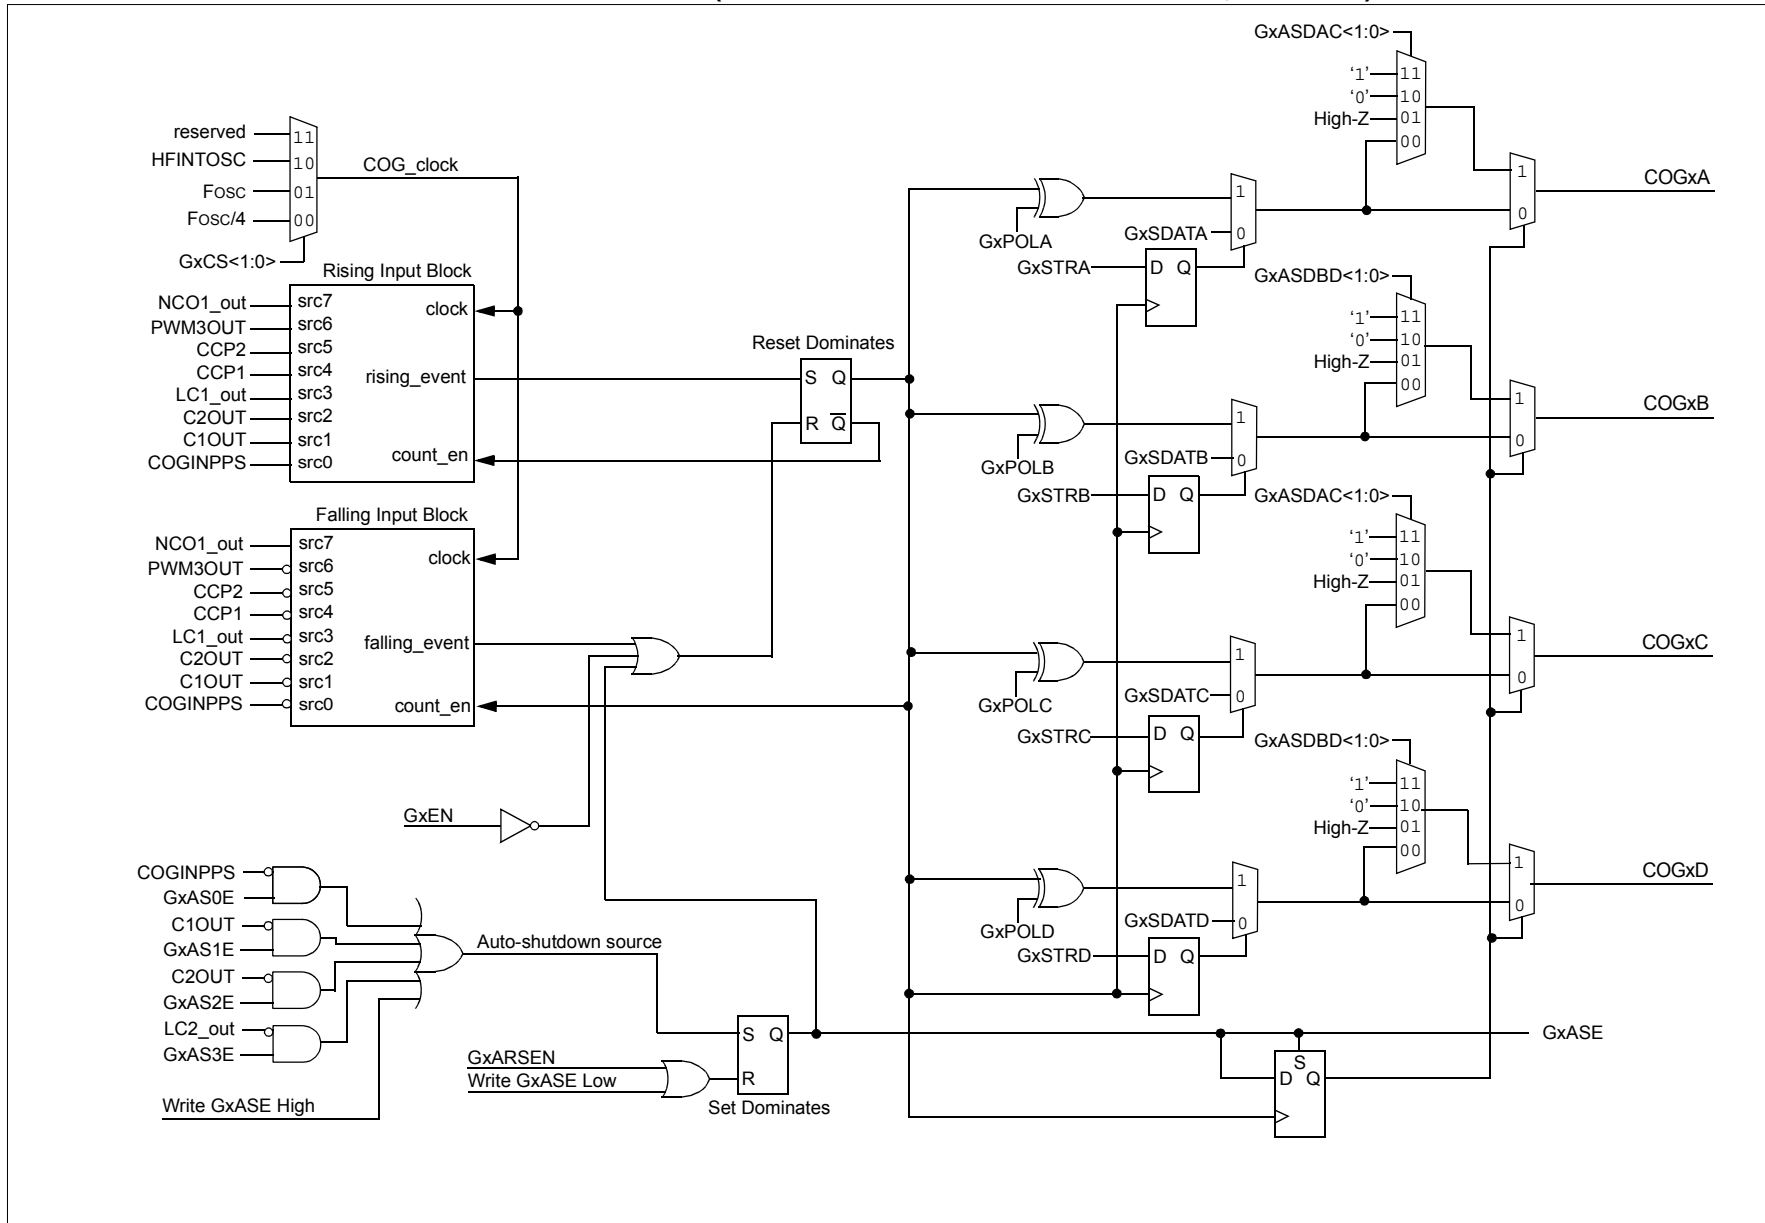 GxASDAC<1:0>
'1' 11
'0' 10
High-Z 01
00
1
0
COGxA
reserved 11
HFINTOSC 10
Fosc 01
Fosc/4 00
GxCS<1:0>
COG_clock
Rising Input Block
NCO1_out src7
PWM3OUT src6
CCP2 src5
CCP1 src4
LC1_out src3
C2OUT src2
C1OUT src1
COGINPPS src0
clock
rising_event
count_en
Reset Dominates
S Q
R Q
Falling Input Block
NCO1_out src7
PWM3OUT src6
CCP2 src5
CCP1 src4
LC1_out src3
C2OUT src2
C1OUT src1
COGINPPS src0
clock
falling_event
count_en
GxEN
COGINPPS
GxAS0E
C1OUT
GxAS1E
C2OUT
GxAS2E
LC2_out
GxAS3E
Write GxASE High
Auto-shutdown source
GxARSEN
Write GxASE Low
S Q
R
Set Dominates
GxPOLA
1
GxSDATA 0
GxSTRA D Q
GxASDBD<1:0>
'1' 11
'0' 10
High-Z 01
00
1
0
COGxB
GxPOLB
1
GxSDATB 0
GxSTRB D Q
GxASDAC<1:0>
'1' 11
'0' 10
High-Z 01
00
1
0
COGxC
GxPOLC
1
GxSDATC 0
GxSTRC D Q
GxASDBD<1:0>
'1' 11
'0' 10
High-Z 01
00
1
0
COGxD
GxPOLD
1
GxSDATD 0
GxSTRD D Q
GxASE
S
D Q